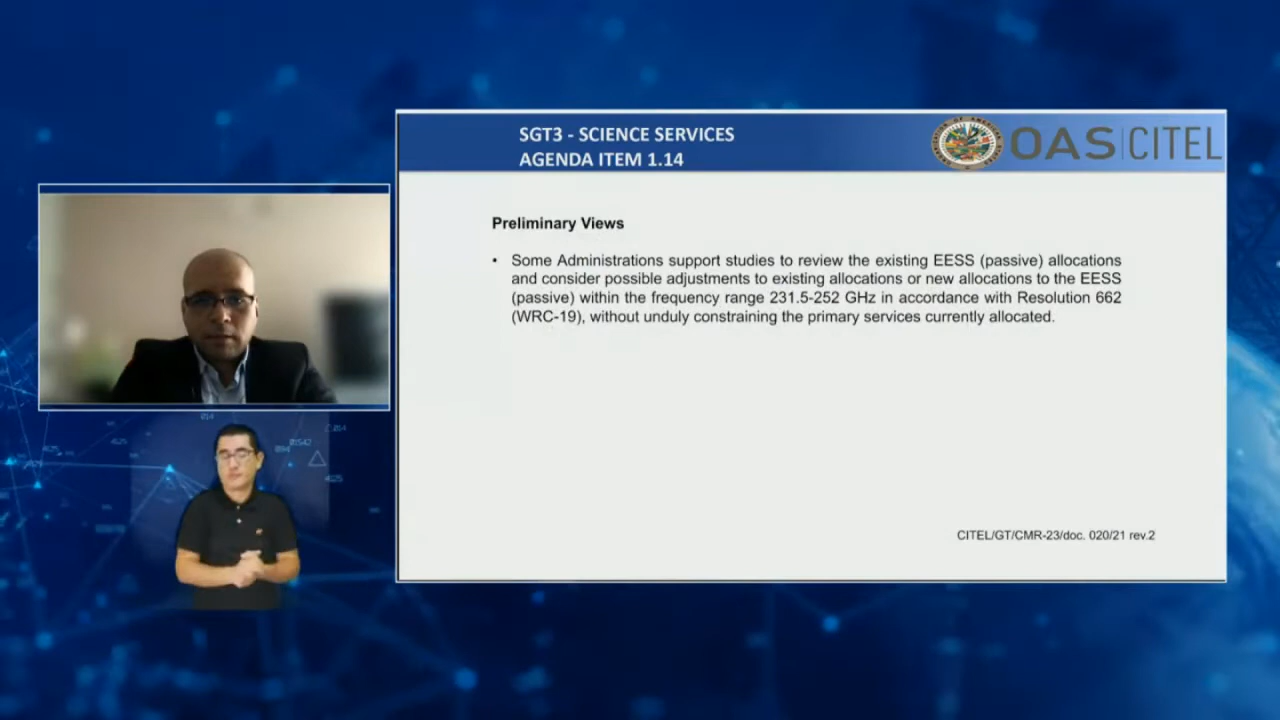 SGT3 - SCIENCE SERVICES
AGENDA ITEM 1.14
OAS CITEL
Preliminary Views
• Some Administrations support studies to review the existing EESS (passive) allocations
and consider possible adjustments to existing allocations or new allocations to the EESS
(passive) within the frequency range 231.5-252 GHz in accordance with Resolution 662
(WRC-19), without unduly constraining the primary services currently allocated.
CITEL/GT/CMR-23/doc. 020/21 rev.2